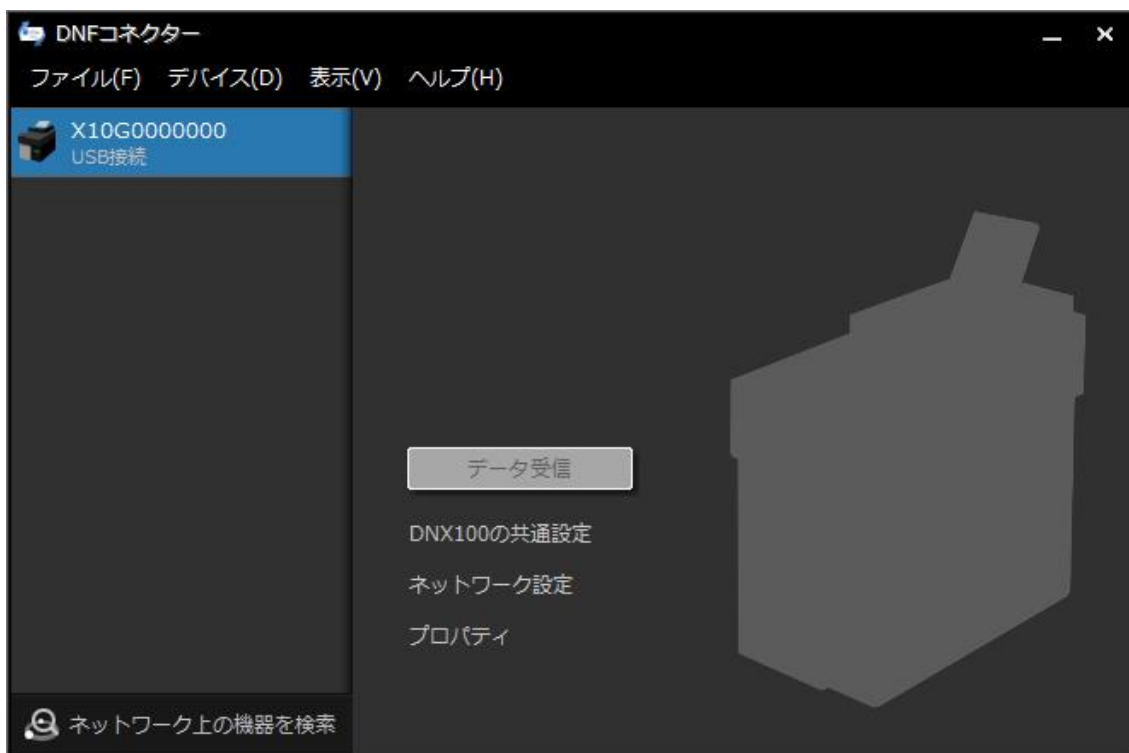 DNFコネクター
ファイル(F) デバイス(D) 表示(V) ヘルプ(H)
X10G0000000
USB接続
データ受信
DNX100の共通設定
ネットワーク設定
プロパティ
ネットワーク上の機器を検索